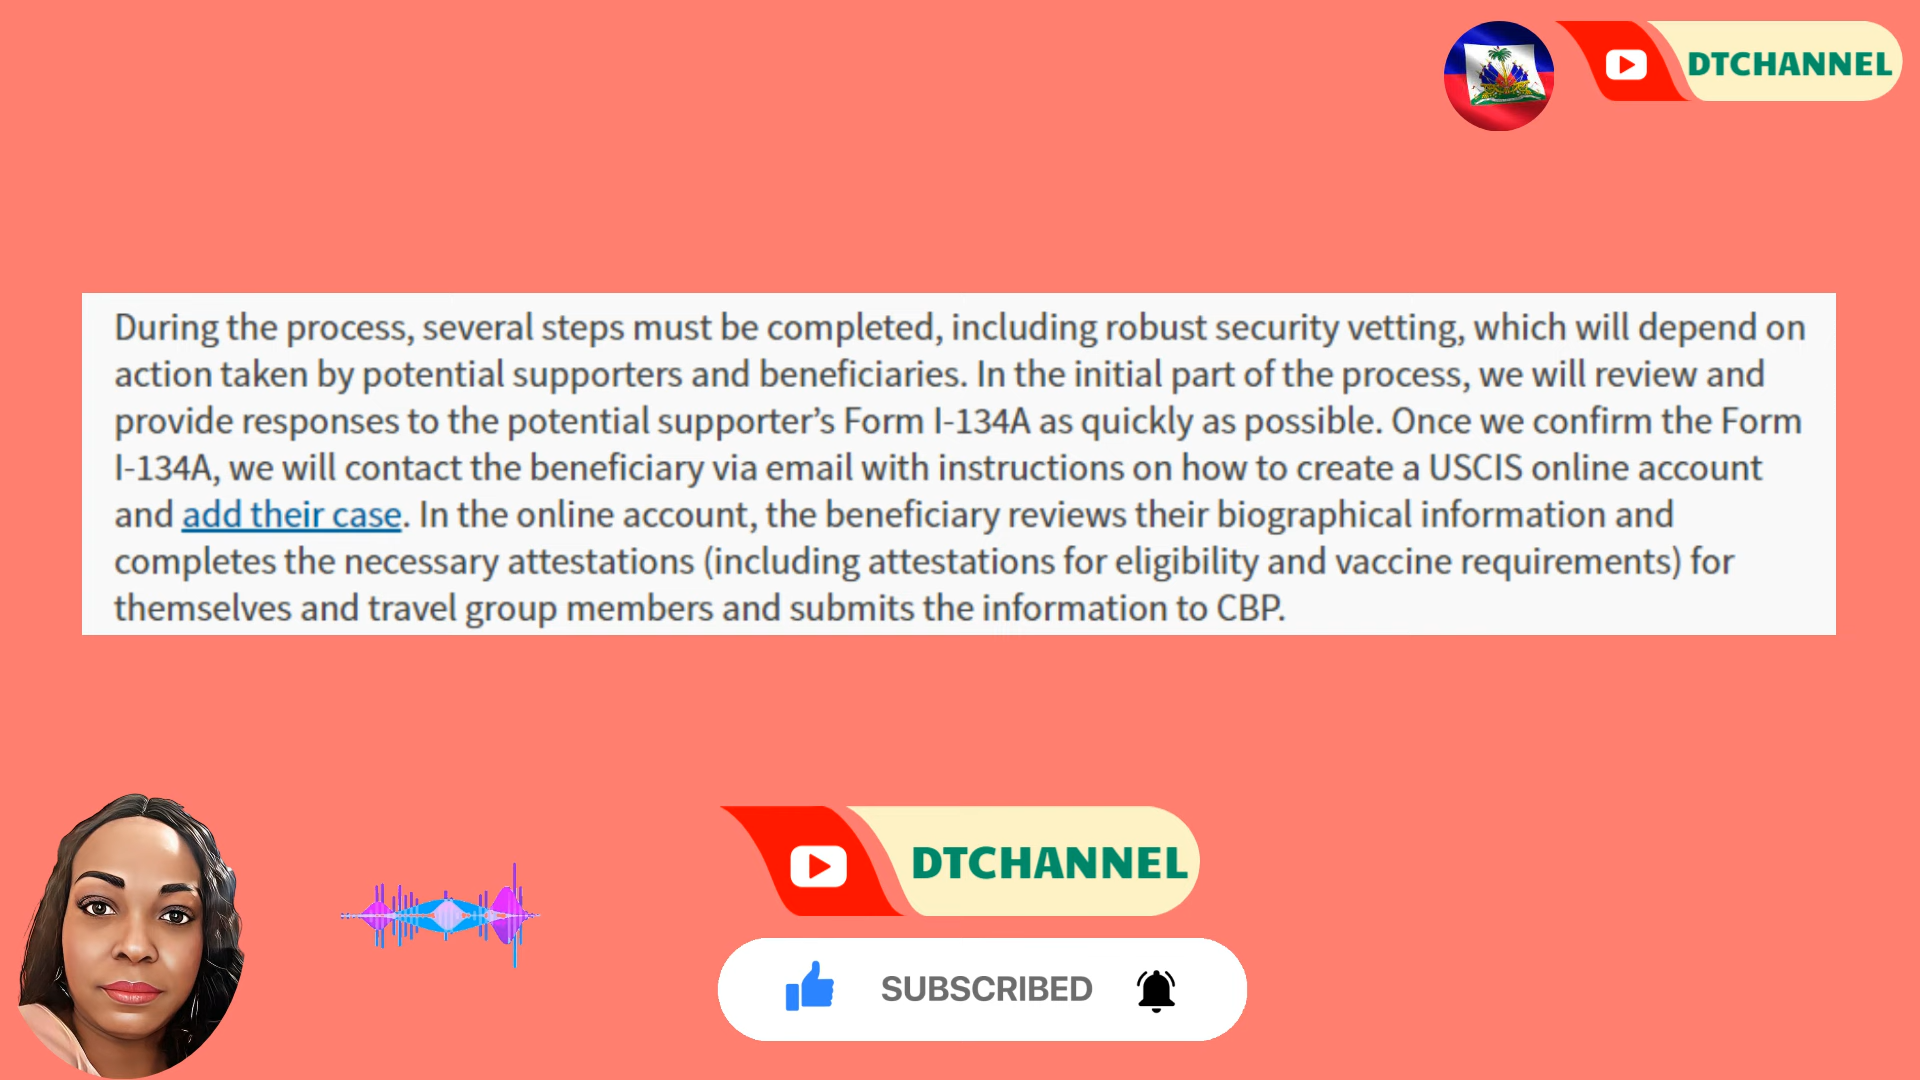 DTCHANNEL
During the process, several steps must be completed, including robust security vetting, which will depend on
action taken by potential supporters and beneficiaries. In the initial part of the process, we will review and
provide responses to the potential supporter’s Form I-134A as quickly as possible. Once we confirm the Form
I-134A, we will contact the beneficiary via email with instructions on how to create a USCIS online account
and add their case. In the online account, the beneficiary reviews their biographical information and
completes the necessary attestations (including attestations for eligibility and vaccine requirements) for
themselves and travel group members and submits the information to CBP.
DTCHANNEL
SUBSCRIBED